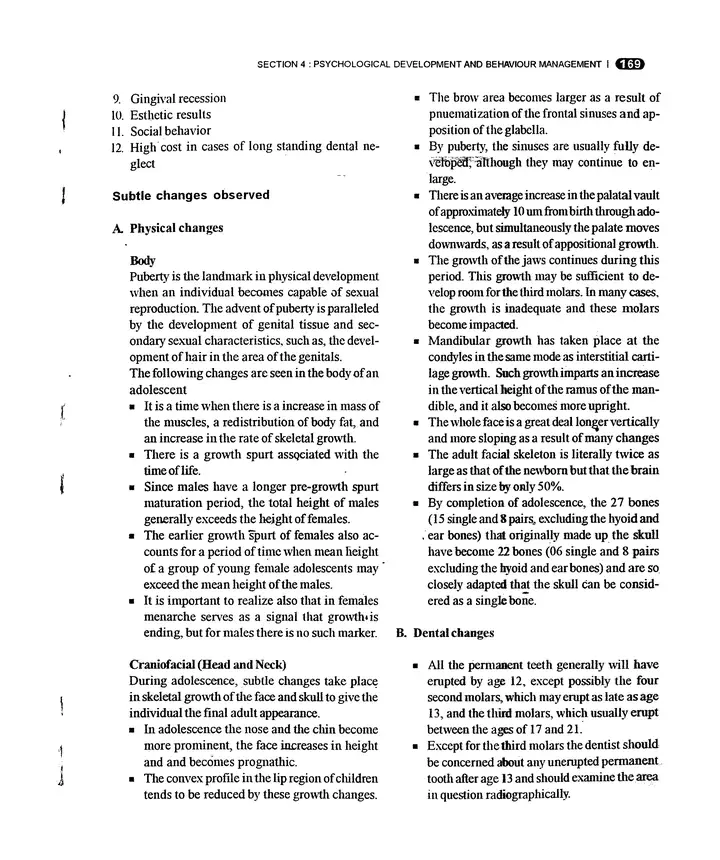 SECTION 4 : PSYCHOLOGICAL DEVELOPMENT AND BEHAVIOUR MANAGEMENT | 169
9. Gingival recession
10. Esthetic results
11. Social behavior
12. High cost in cases of long standing dental ne-
glect
Subtle changes observed
A. Physical changes
Body
Puberty is the landmark in physical development
when an individual becomes capable of sexual
reproduction. The advent of puberty is paralleled
by the development of genital tissue and sec-
ondary sexual characteristics, such as, the devel-
opment of hair in the area of the genitals.
The following changes are seen in the body of an
adolescent
▪ It is a time when there is a increase in mass of
the muscles, a redistribution of body fat, and
an increase in the rate of skeletal growth.
▪ There is a growth spurt associated with the
time of life.
▪ Since males have a longer pre-growth spurt
maturation period, the total height of males
generally exceeds the height of females.
▪ The earlier growth spurt of females also ac-
counts for a period of time when mean height
of a group of young female adolescents may
exceed the mean height of the males.
▪ It is important to realize also that in females
menarche serves as a signal that growth is
ending, but for males there is no such marker.
Craniofacial (Head and Neck)
During adolescence, subtle changes take place
in skeletal growth of the face and skull to give the
individual the final adult appearance.
▪ In adolescence the nose and the chin become
more prominent, the face increases in height
and and becomes prognathic.
▪ The convex profile in the lip region of children
tends to be reduced by these growth changes.
▪ The brow area becomes larger as a result of
pnuematization of the frontal sinuses and ap-
position of the glabella.
▪ By puberty, the sinuses are usually fully de-
veloped, although they may continue to en-
large.
▪ There is an average increase in the palatal vault
of approximately 10 um from birth through ado-
lescence, but simultaneously the palate moves
downwards, as a result of appositional growth.
▪ The growth of the jaws continues during this
period. This growth may be sufficient to de-
velop room for the third molars. In many cases,
the growth is inadequate and these molars
become impacted.
▪ Mandibular growth has taken place at the
condyles in the same mode as interstitial carti-
lage growth. Such growth imparts an increase
in the vertical height of the ramus of the man-
dible, and it also becomes more upright.
▪ The whole face is a great deal longer vertically
and more sloping as a result of many changes
▪ The adult facial skeleton is literally twice as
large as that of the newborn but that the brain
differs in size by only 50%.
▪ By completion of adolescence, the 27 bones
(15 single and 8 pairs, excluding the hyoid and
ear bones) that originally made up the skull
have become 22 bones (06 single and 8 pairs
excluding the hyoid and ear bones) and are so
closely adapted that the skull can be consid-
ered as a single bone.
B. Dental changes
▪ All the permanent teeth generally will have
erupted by age 12, except possibly the four
second molars, which may erupt as late as age
13, and the third molars, which usually erupt
between the ages of 17 and 21.
▪ Except for the third molars the dentist should
be concerned about any unerupted permanent
tooth after age 13 and should examine the area
in question radiographically.